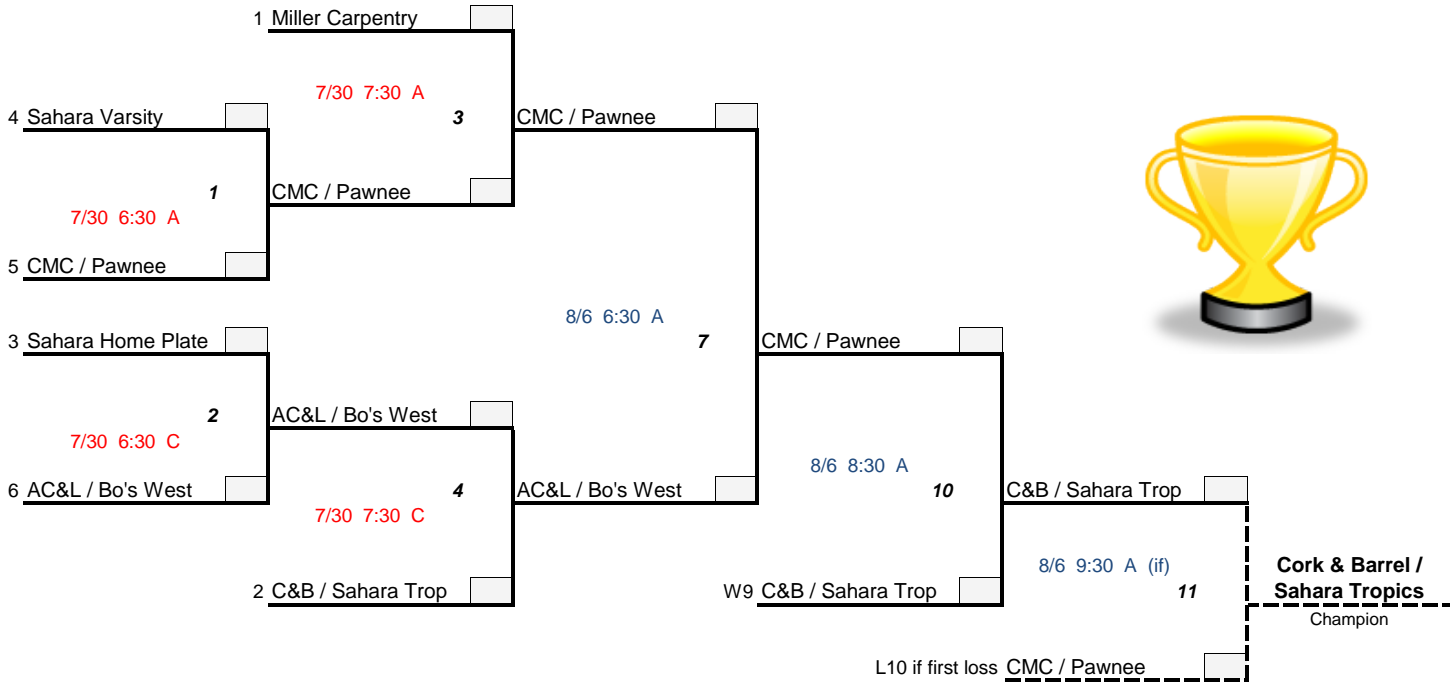 1 Miller Carpentry
7/30 7:30 A
4 Sahara Varsity
3
CMC / Pawnee
1
CMC / Pawnee
7/30 6:30 A
5 CMC / Pawnee
8/6 6:30 A
3 Sahara Home Plate
7
CMC / Pawnee
2
AC&L / Bo's West
7/30 6:30 C
8/6 8:30 A
6 AC&L / Bo's West
4
AC&L / Bo's West
10
C&B / Sahara Trop
7/30 7:30 C
8/6 9:30 A (if)
Cork & Barrel /
2 C&B / Sahara Trop
W9 C&B / Sahara Trop
11
Sahara Tropics
Champion
L10 if first loss CMC / Pawnee